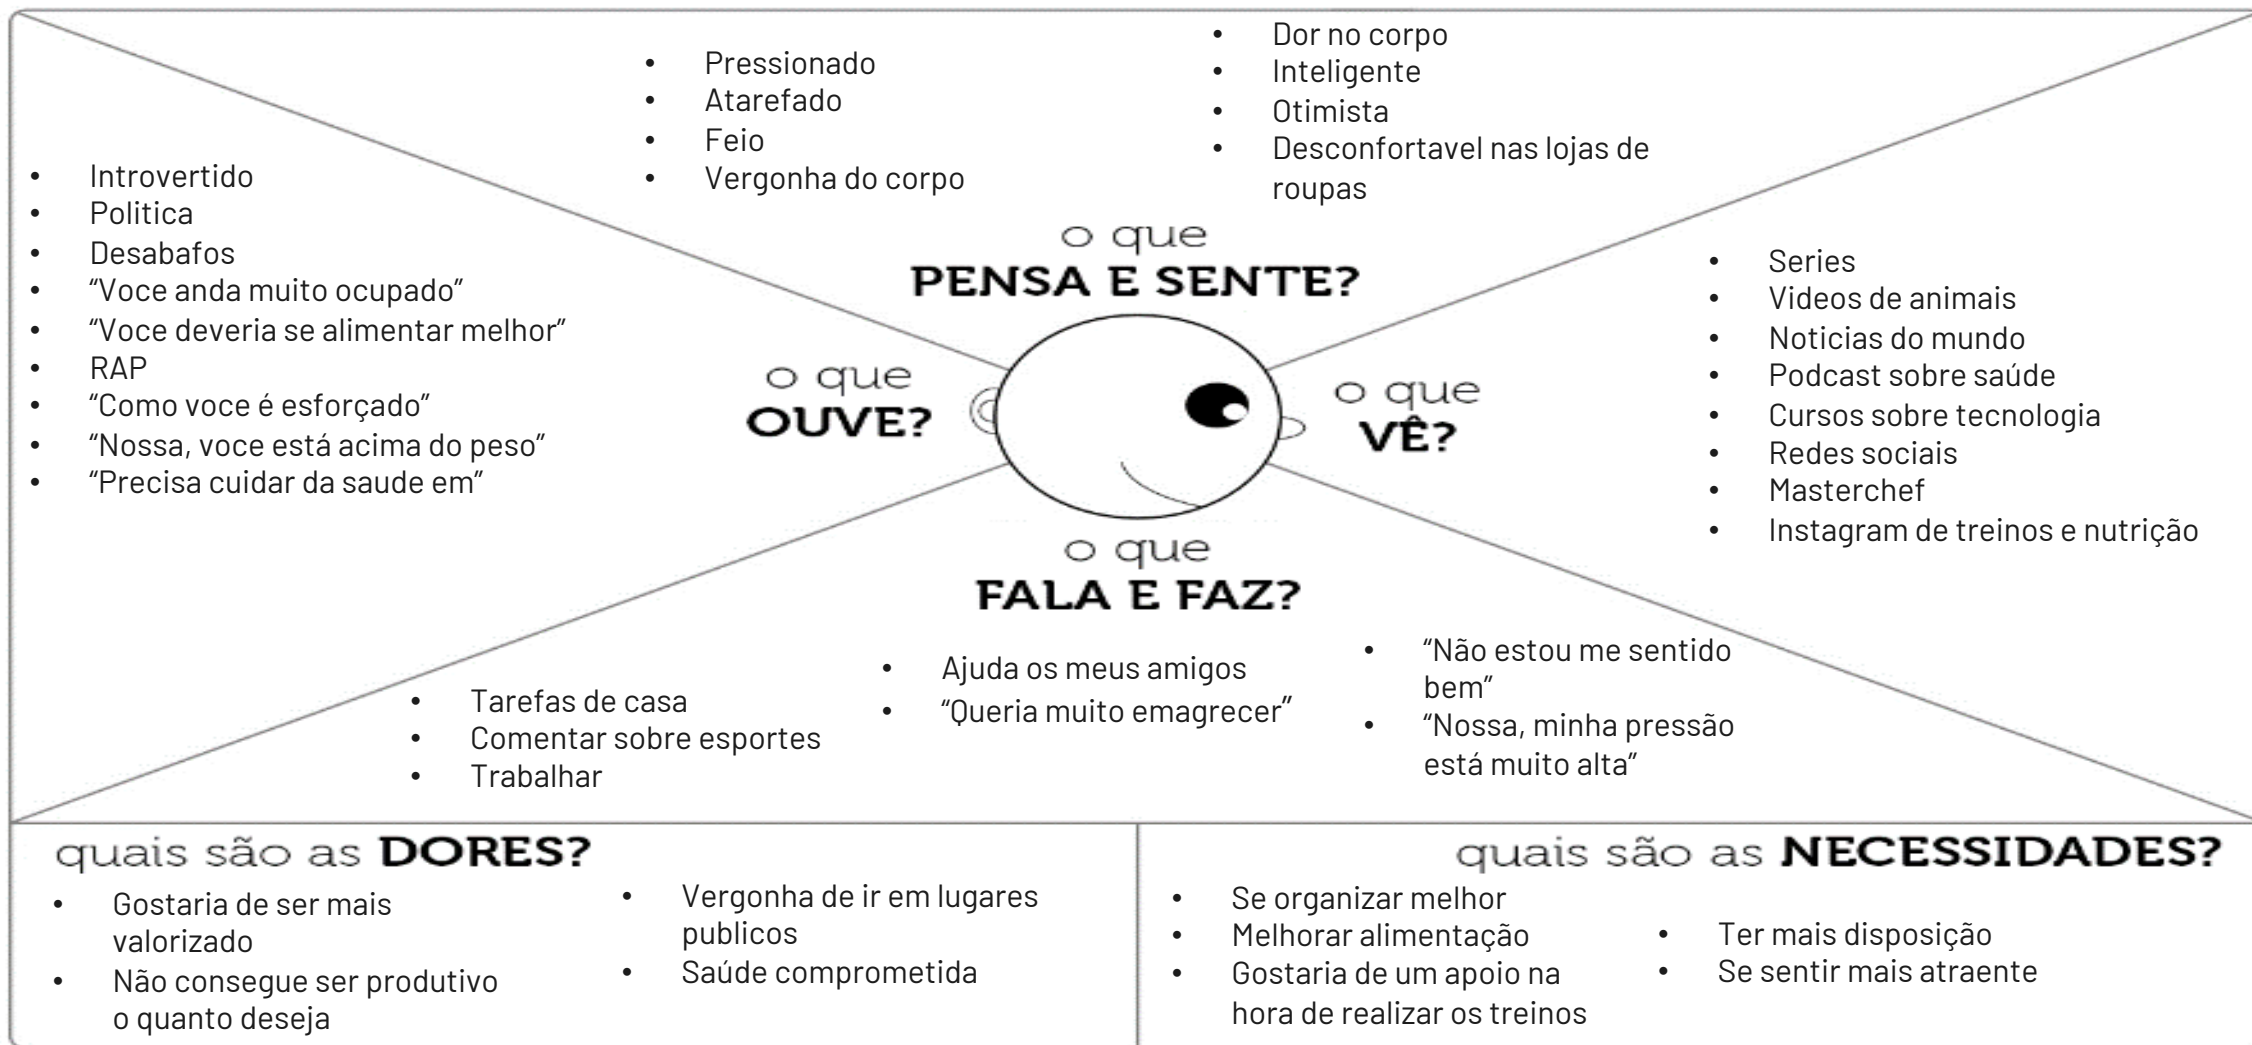 • Pressionado
• Atarefado
• Feio
• Vergonha do corpo
• Dor no corpo
• Inteligente
• Otimista
• Desconfortavel nas lojas de
roupas
o que
PENSA E SENTE?
• Introvertido
• Politica
• Desabafos
• “Voce anda muito ocupado”
• “Voce deveria se alimentar melhor”
• RAP
• “Como voce é esforçado”
• “Nossa, voce está acima do peso”
• “Precisa cuidar da saude em”
o que
OUVE?
o que
VÊ?
• Series
• Videos de animais
• Noticias do mundo
• Podcast sobre saúde
• Cursos sobre tecnologia
• Redes sociais
• Masterchef
• Instagram de treinos e nutrição
o que
FALA E FAZ?
• Tarefas de casa
• Comentar sobre esportes
• Trabalhar
• Ajuda os meus amigos
• “Queria muito emagrecer”
• “Não estou me sentido
bem”
• “Nossa, minha pressão
está muito alta”
quais são as DORES?
• Gostaria de ser mais
valorizado
• Não consegue ser produtivo
o quanto deseja
• Vergonha de ir em lugares
publicos
• Saúde comprometida
quais são as NECESSIDADES?
• Se organizar melhor
• Melhorar alimentação
• Gostaria de um apoio na
hora de realizar os treinos
• Ter mais disposição
• Se sentir mais atraente